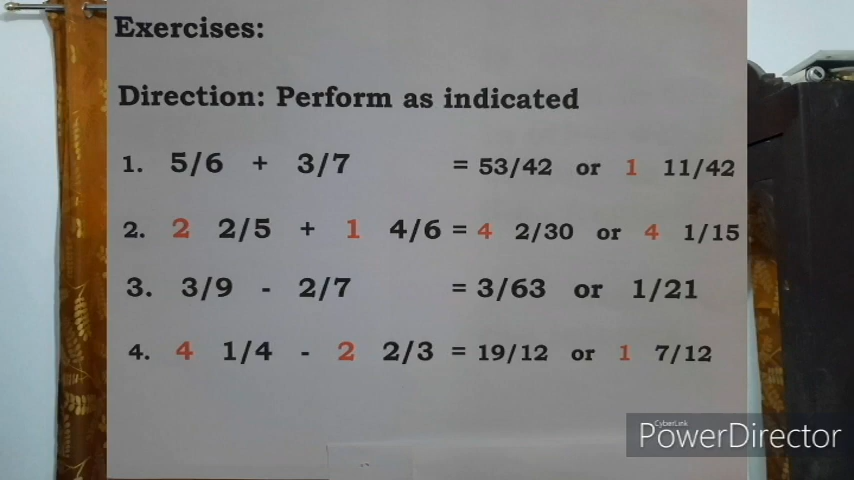 Exercises:
Direction: Perform as indicated
1. 5/6 + 3/7 = 53/42 or 1 11/42
2. 2 2/5 + 1 4/6 = 4 2/30 or 4 1/15
3. 3/9 - 2/7 = 3/63 or 1/21
4. 4 1/4 - 2 2/3 = 19/12 or 1 7/12
CyberLink
PowerDirector